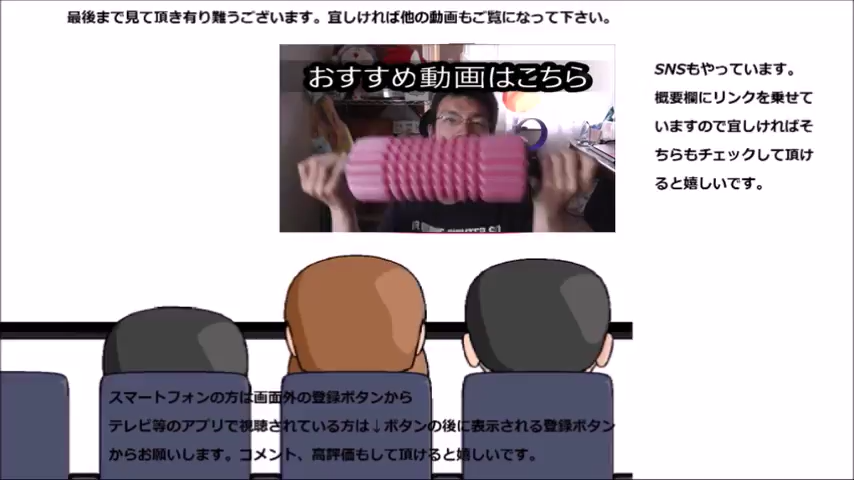 最後まで見て頂き有り難うございます。宜しければ他の動画もご覧になって下さい。
おすすめ動画はこちら
SNSもやっています。
概要欄にリンクを乗せて
いますので宜しければそ
ちらもチェックして頂け
ると嬉しいです。
スマートフォンの方は画面外の登録ボタンから
テレビ等のアプリで視聴されている方は↓ボタンの後に表示される登録ボタン
からお願いします。コメント、高評価もして頂けると嬉しいです。